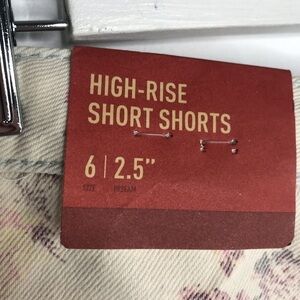 HIGH-RISE
SHORT SHORTS
6 | 2.5”
SIZE INSEAM